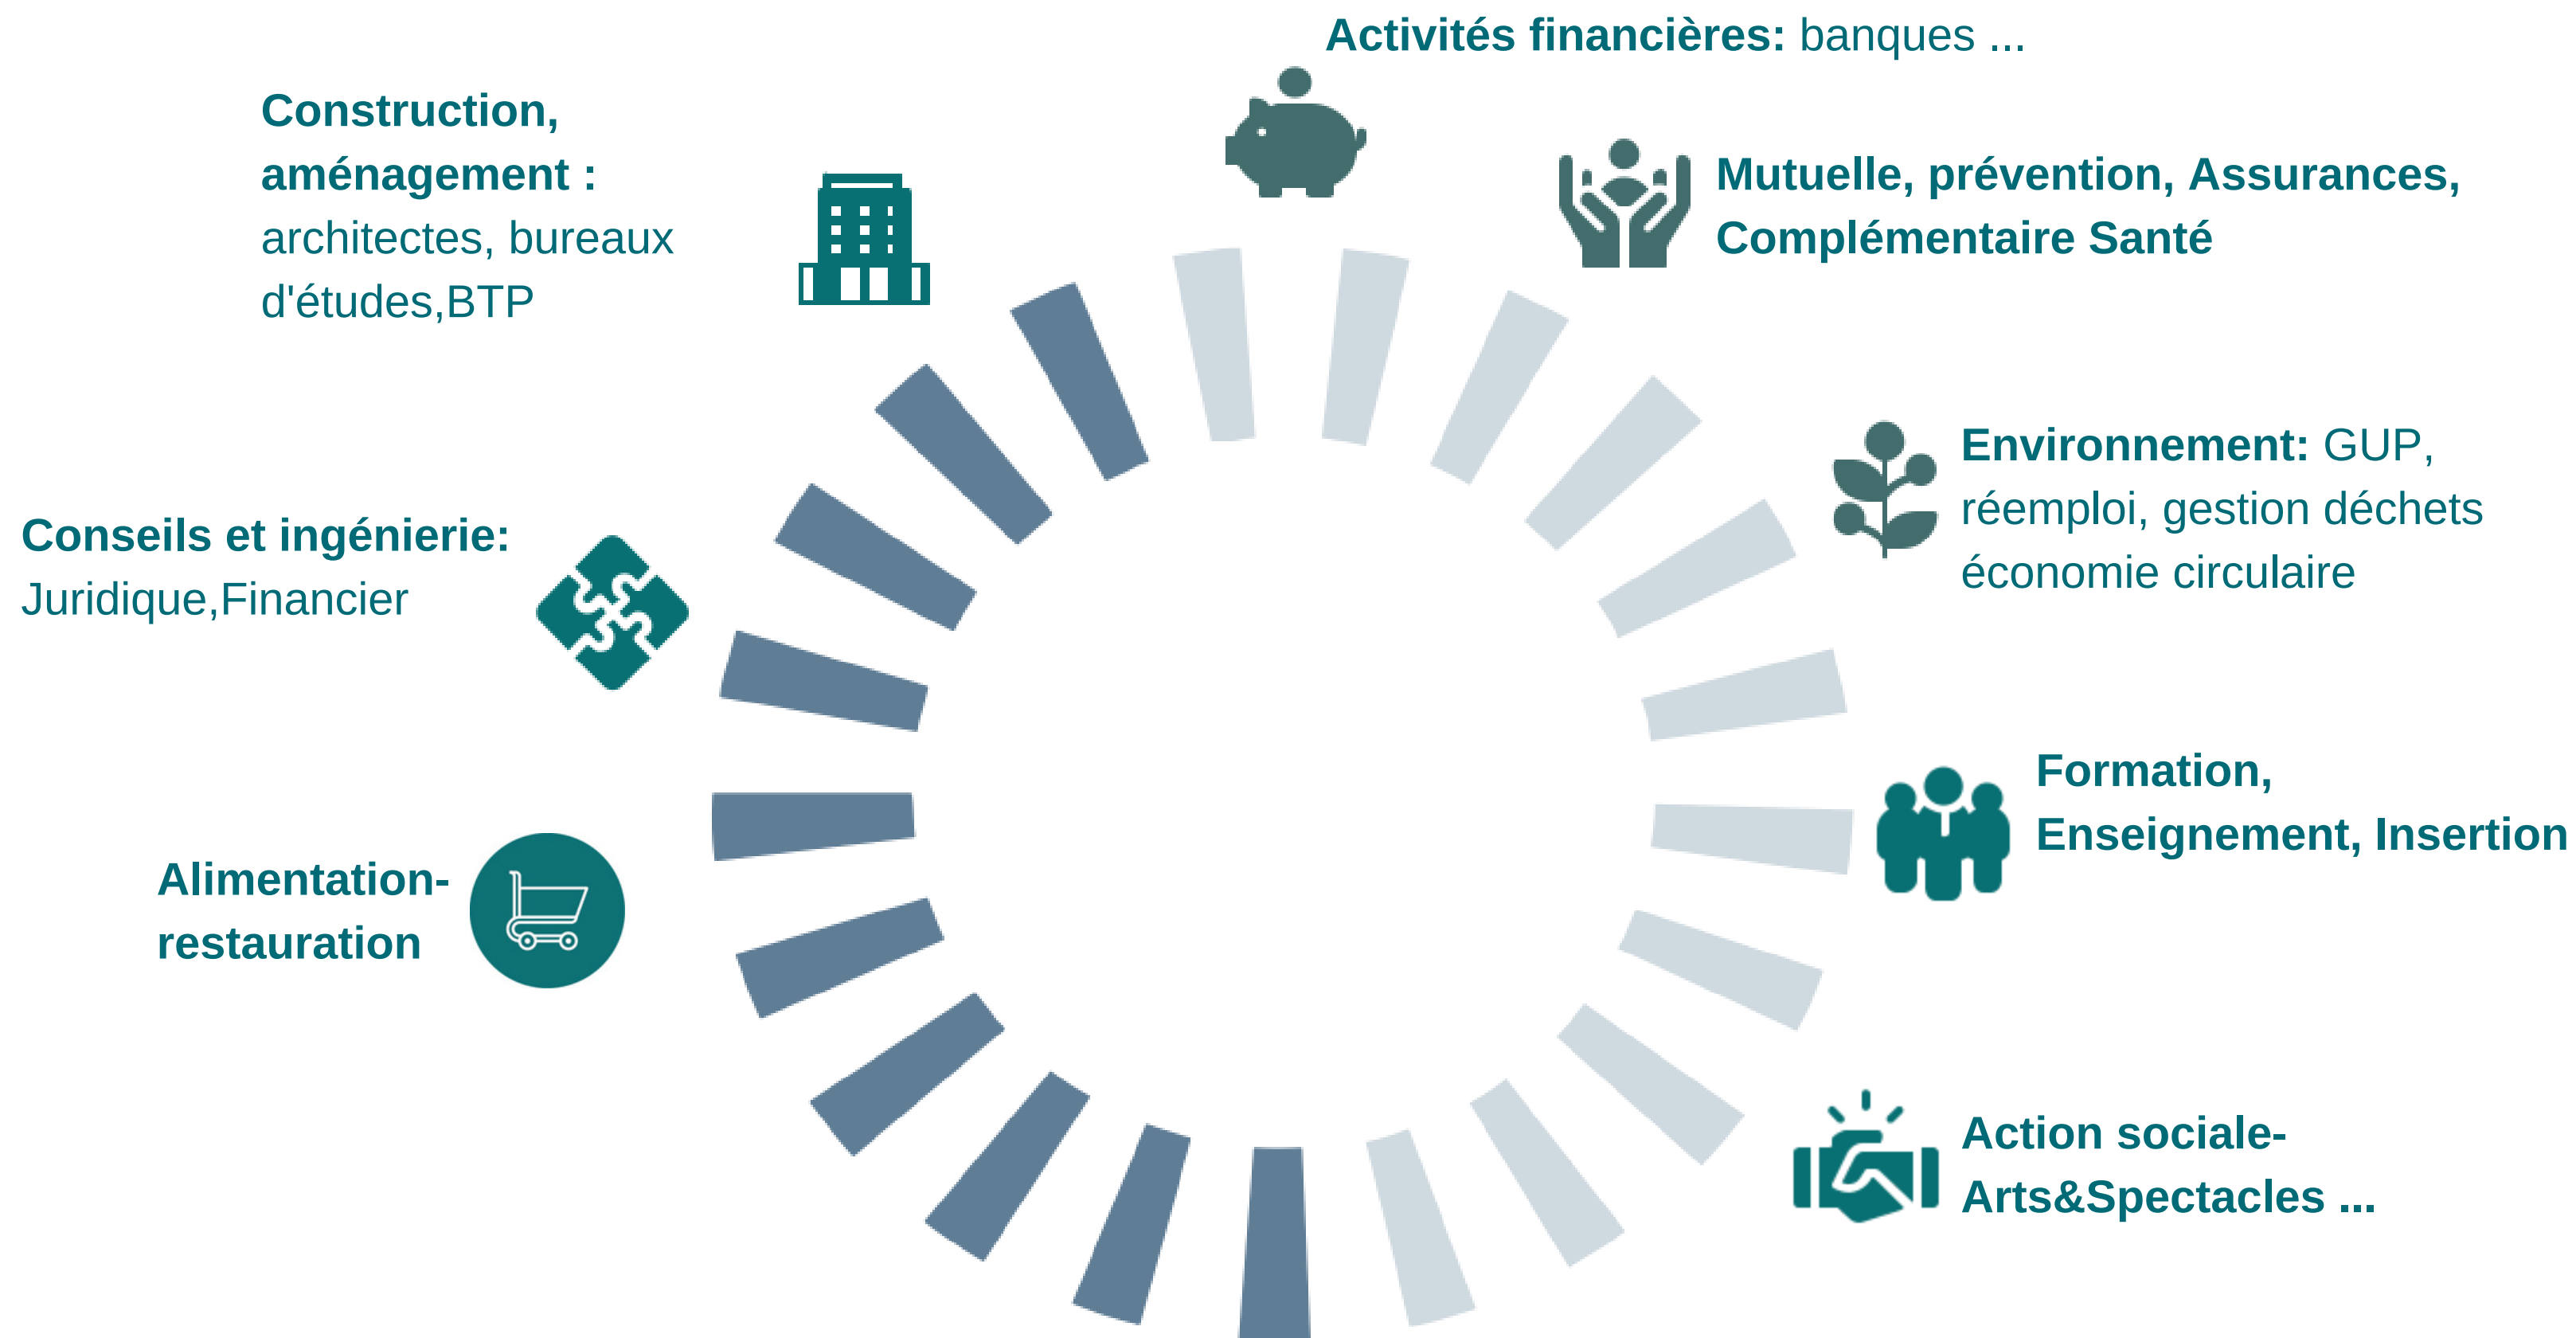 Activités financières: banques ...
Construction,
aménagement :
architectes, bureaux
d'études,BTP
Mutuelle, prévention, Assurances,
Complémentaire Santé
Environnement: GUP,
réemploi, gestion déchets
économie circulaire
Conseils et ingénierie:
Juridique,Financier
Formation,
Enseignement, Insertion
Alimentation-
restauration
Action sociale-
Arts&Spectacles ...